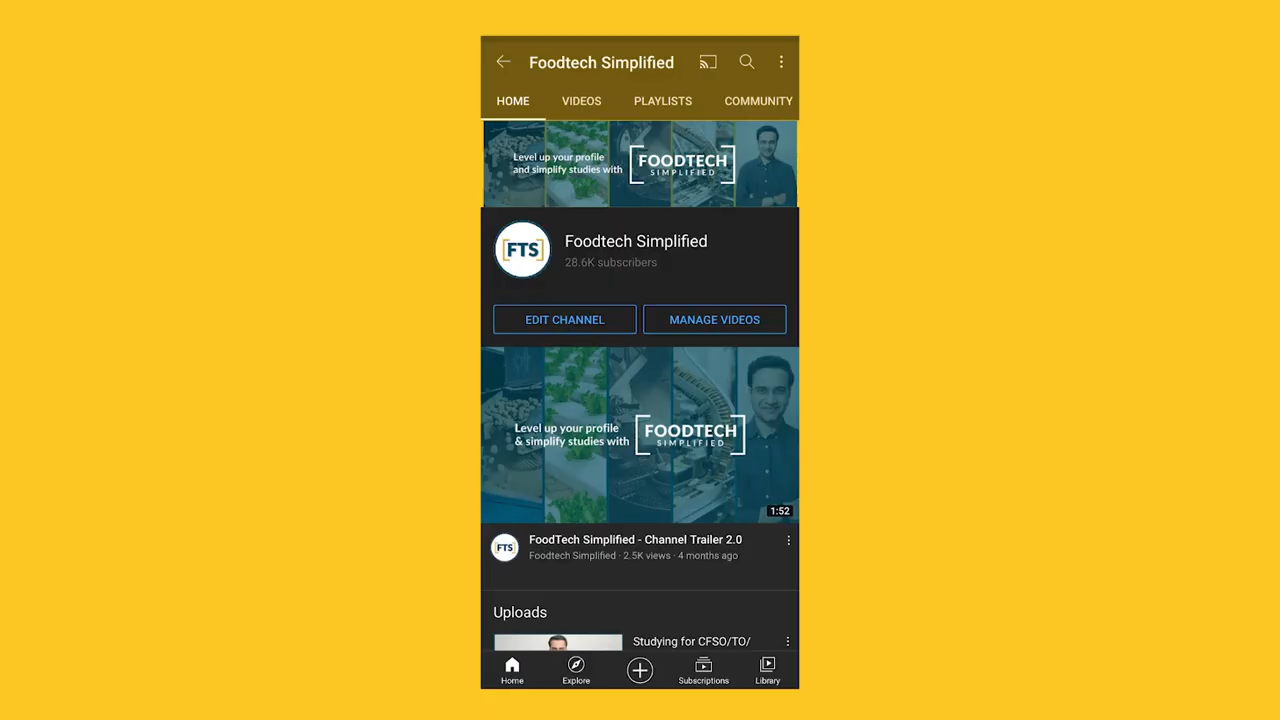 Foodtech Simplified
HOME VIDEOS PLAYLISTS COMMUNITY
Level up your profile
and simplify studies with
FOODTECH
SIMPLIFIED
FTS
Foodtech Simplified
28.6K subscribers
EDIT CHANNEL MANAGE VIDEOS
Level up your profile
& simplify studies with
FOODTECH
SIMPLIFIED
1:52
FTS
FoodTech Simplified - Channel Trailer 2.0
Foodtech Simplified · 2.5K views · 4 months ago
Uploads
Studying for CFSO/TO/
Home Explore Subscriptions Library